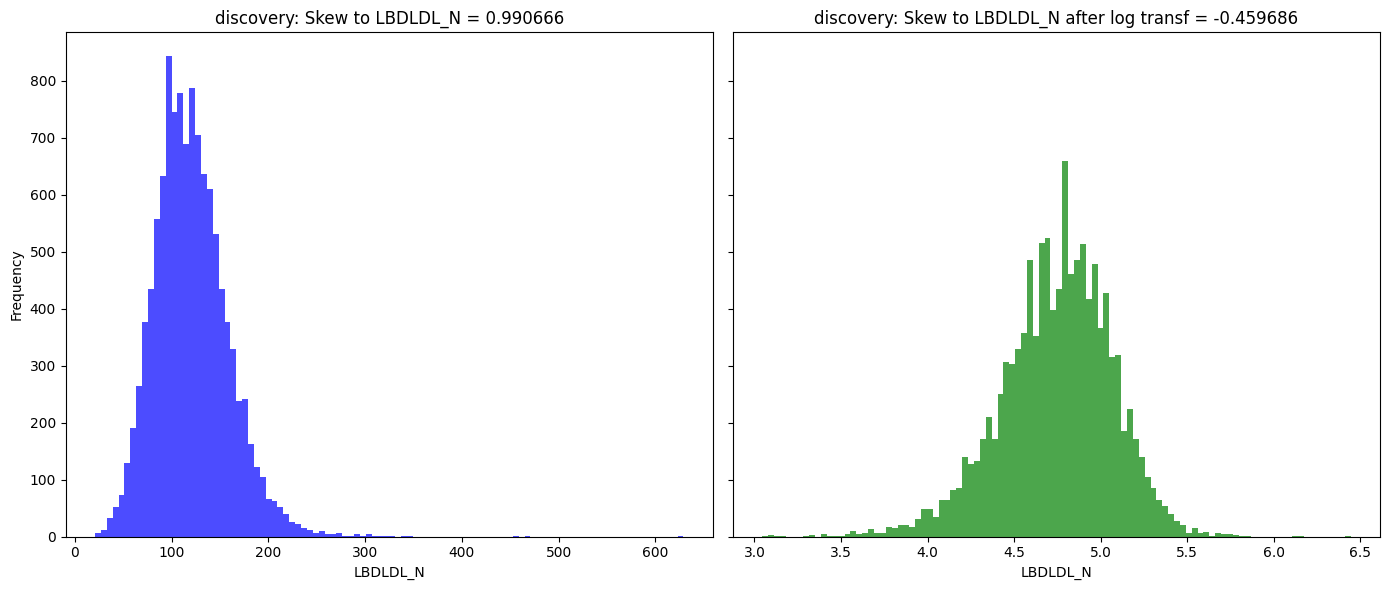 discovery: Skew to LBDLDL_N = 0.990666
Frequency
800
700
600
500
400
300
200
100
0
0 100 200 300 400 500 600
LBDLDL_N
discovery: Skew to LBDLDL_N after log transf = -0.459686
3.0 3.5 4.0 4.5 5.0 5.5 6.0 6.5
LBDLDL_N